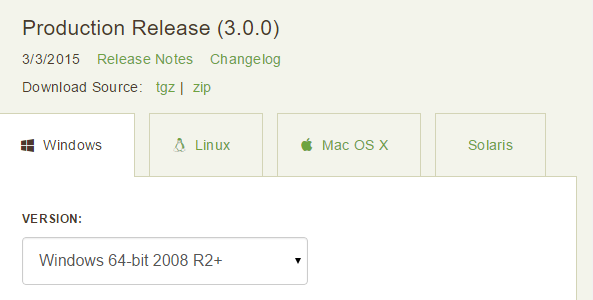 Production Release (3.0.0)
3/3/2015 Release Notes Changelog
Download Source: tgz | zip
Windows Linux Mac OS X Solaris
VERSION:
Windows 64-bit 2008 R2+